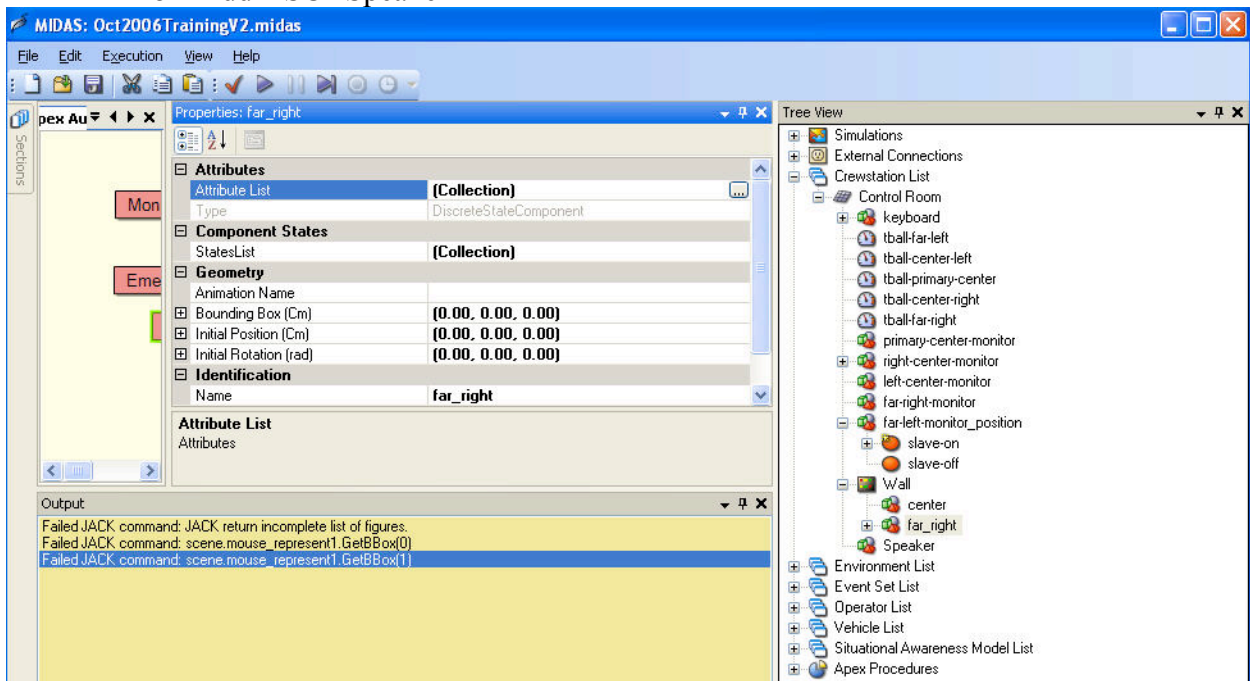 MIDAS: Oct2006TrainingV2.midas
File Edit Execution View Help
Sections
pex Au
Mon
Eme
Properties: far_right
Attributes
Attribute List (Collection)
Type DiscreteStateComponent
Component States
StatesList (Collection)
Geometry
Animation Name
Bounding Box (Cm) (0.00, 0.00, 0.00)
Initial Position (Cm) (0.00, 0.00, 0.00)
Initial Rotation (rad) (0.00, 0.00, 0.00)
Identification
Name far_right
Attribute List
Attributes
Output
Failed JACK command: JACK return incomplete list of figures.
Failed JACK command: scene.mouse_represent1.GetBBox(0)
Failed JACK command: scene.mouse_represent1.GetBBox(1)
Tree View
Simulations
External Connections
Crewstation List
Control Room
keyboard
tball-far-left
tball-center-left
tball-primary-center
tball-center-right
tball-far-right
primary-center-monitor
right-center-monitor
left-center-monitor
far-right-monitor
far-left-monitor_position
slave-on
slave-off
Wall
center
far_right
Speaker
Environment List
Event Set List
Operator List
Vehicle List
Situational Awareness Model List
Apex Procedures